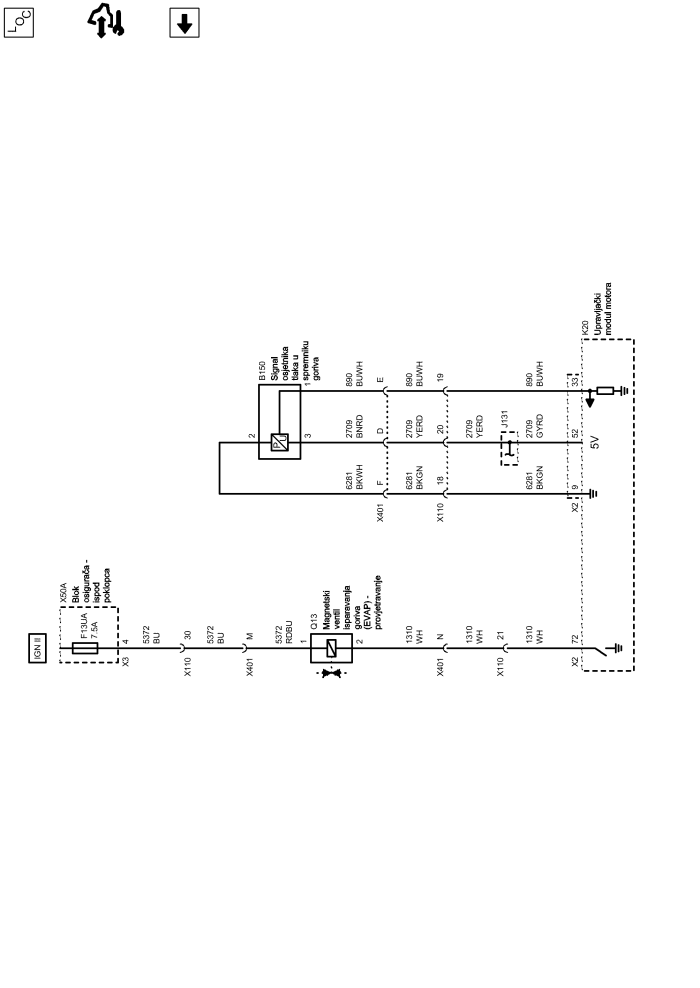 LOC
IGN II
X50A
Blok
osigurača -
ispod
poklopca
F13UA
7.5A
4
X3
5372
BU
30
X110
5372
BU
M
X401
5372
RDBU
1
Q13
Magnetski
ventil
isparavanja
goriva
(EVAP) -
provjetravanje
2
1310
WH
N
X401
1310
WH
21
X110
1310
WH
72
X2
B150
Signal
osjetnika
tlaka u
spremniku
goriva
2
P
U
3
1
6281
BKWH
F
X401
6281
BKGN
18
X110
6281
BKGN
9
X2
2709
BNRD
D
2709
YERD
20
2709
YERD
J131
2709
GYRD
52
5V
890
BUWH
E
890
BUWH
19
890
BUWH
33
K20
Upravljački
modul motora